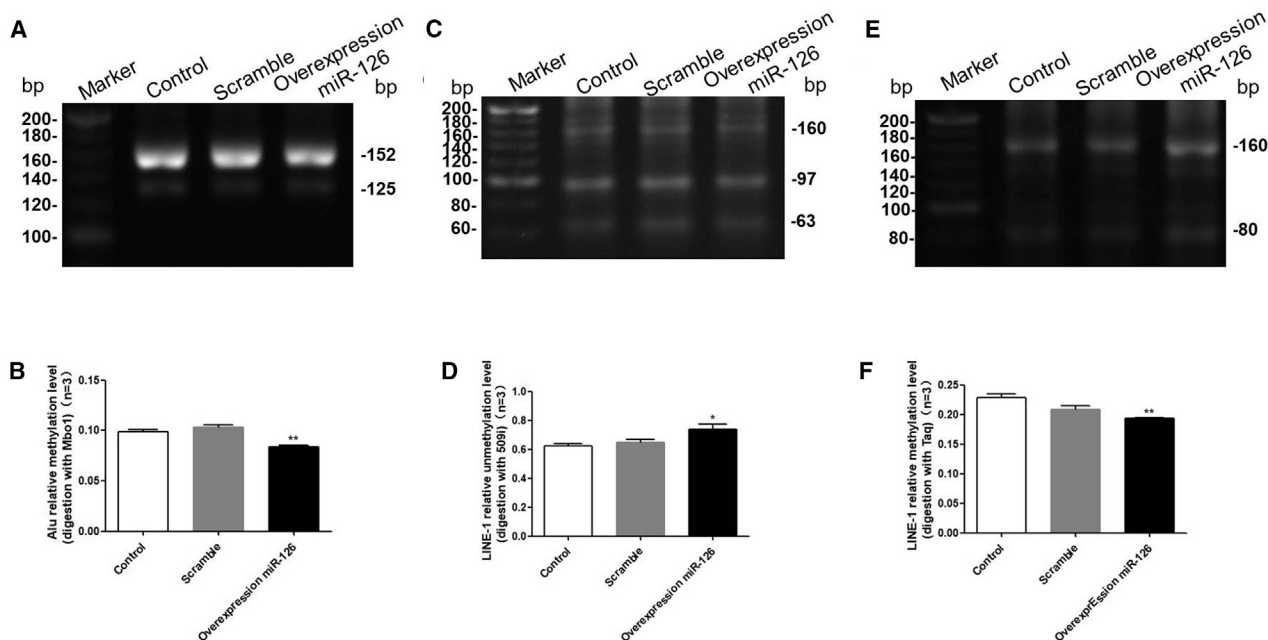 A
bp
Marker
Control
Scramble
Overexpression
miR-126
bp
200-
180-
160-
140-
120-
100-
-152
-125
C
bp
Marker
Control
Scramble
Overexpression
miR-126
bp
200-
180-
160-
140-
120-
100-
80-
60-
-160
-97
-63
E
bp
Marker
Control
Scramble
Overexpression
miR-126
bp
200-
180-
160-
140-
120-
100-
80-
-160
-80
B
Alu relative methylation level
(digestion with Mbo1) (n=3)
0.15
0.10
0.05
0.00
**
Control
Scramble
Overexpression miR-126
D
LINE-1 relative unmethylation level
(digestion with 509i) (n=3)
1.0
0.8
0.6
0.4
0.2
0.0
*
Control
Scramble
Overexpression miR-126
F
LINE-1 relative methylation level
(digestion with Taq) (n=3)
0.25
0.20
0.15
0.10
0.05
0.00
**
Control
Scramble
OverexprEssion miR-126